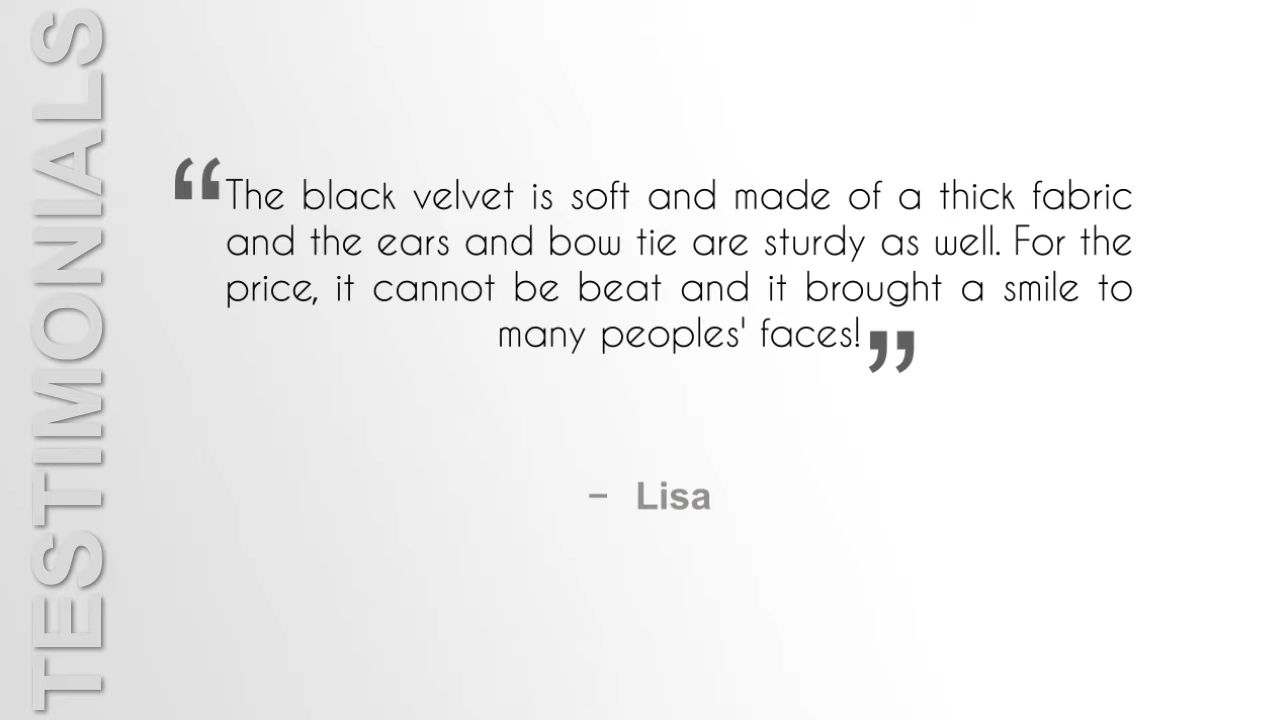 TESTIMONIALS
“The black velvet is soft and made of a thick fabric
and the ears and bow tie are sturdy as well. For the
price, it cannot be beat and it brought a smile to
many peoples' faces!”
– Lisa